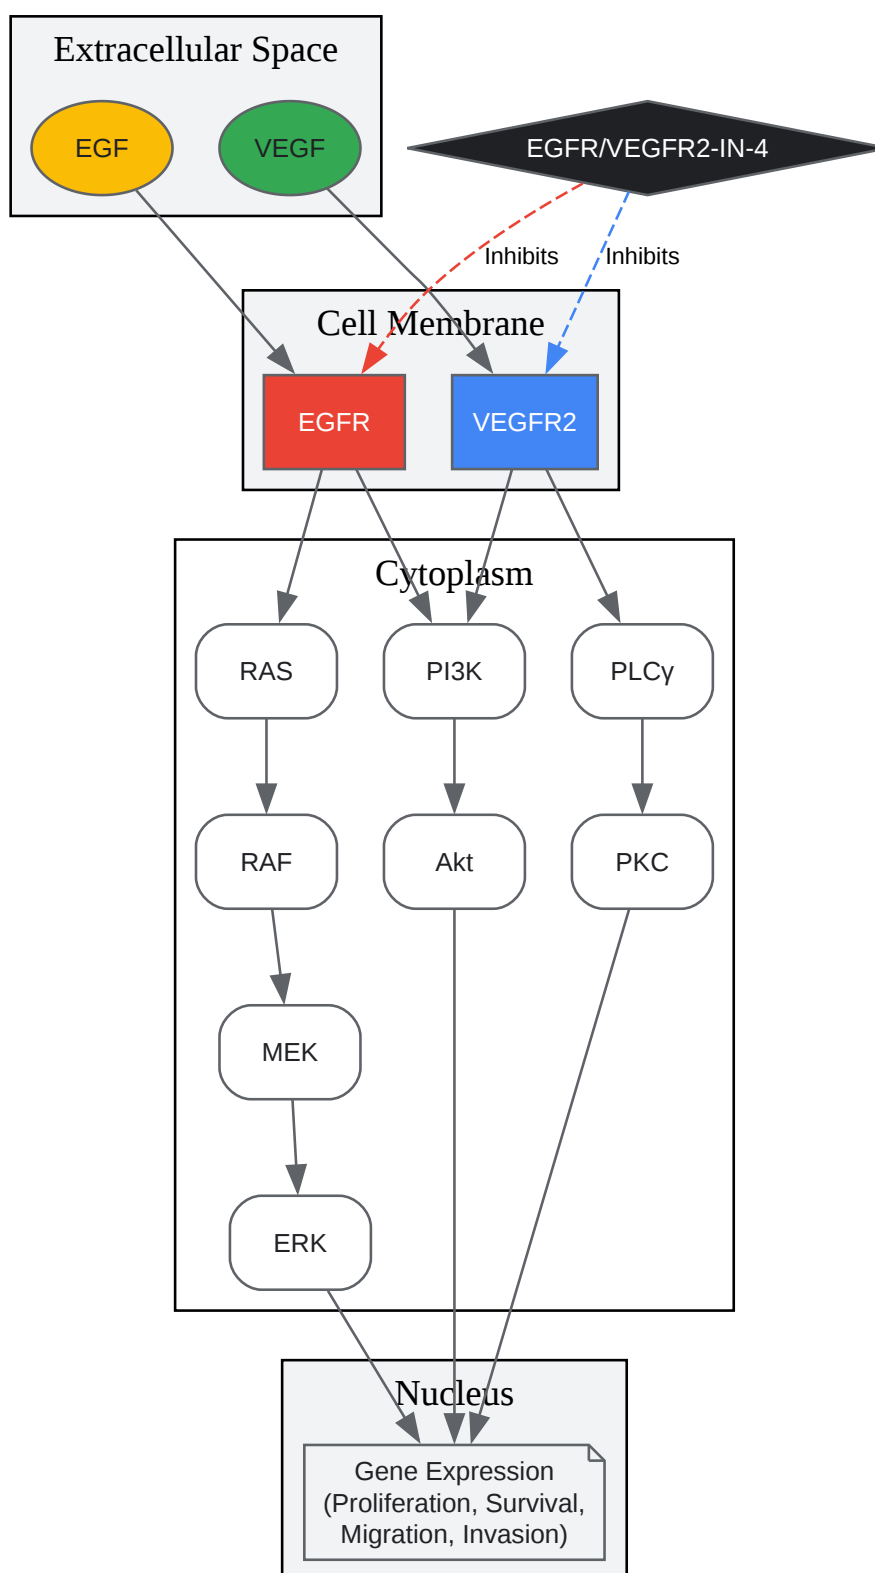 Extracellular Space
EGF
VEGF
EGFR/VEGFR2-IN-4
Inhibits
Inhibits
Cell Membrane
EGFR
VEGFR2
Cytoplasm
RAS
PI3K
PLCγ
RAF
Akt
PKC
MEK
ERK
Nucleus
Gene Expression
(Proliferation, Survival,
Migration, Invasion)